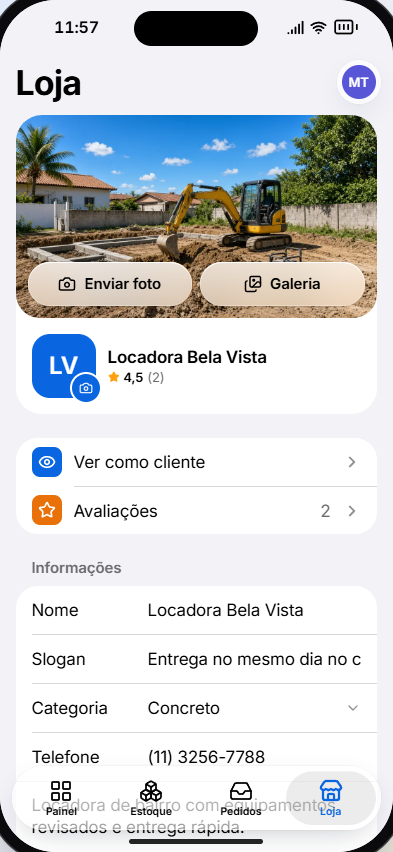 11:57
Loja
MT
Enviar foto
Galeria
LV
Locadora Bela Vista
4,5 (2)
Ver como cliente
Avaliações 2
Informações
Nome Locadora Bela Vista
Slogan Entrega no mesmo dia no c
Categoria Concreto
Telefone (11) 3256-7788
Locadora de bairro com equipamentos
revisados e entrega rápida.
Painel
Estoque
Pedidos
Loja